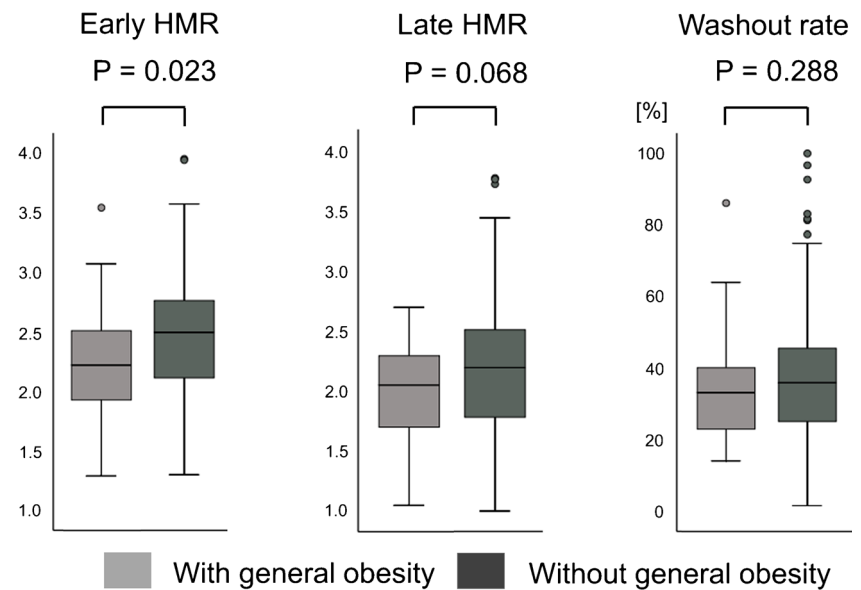 Early HMR
P = 0.023
4.0
3.5
3.0
2.5
2.0
1.5
1.0
Late HMR
P = 0.068
4.0
3.5
3.0
2.5
2.0
1.5
1.0
Washout rate
P = 0.288
[%]
100
80
60
40
20
0
With general obesity
Without general obesity